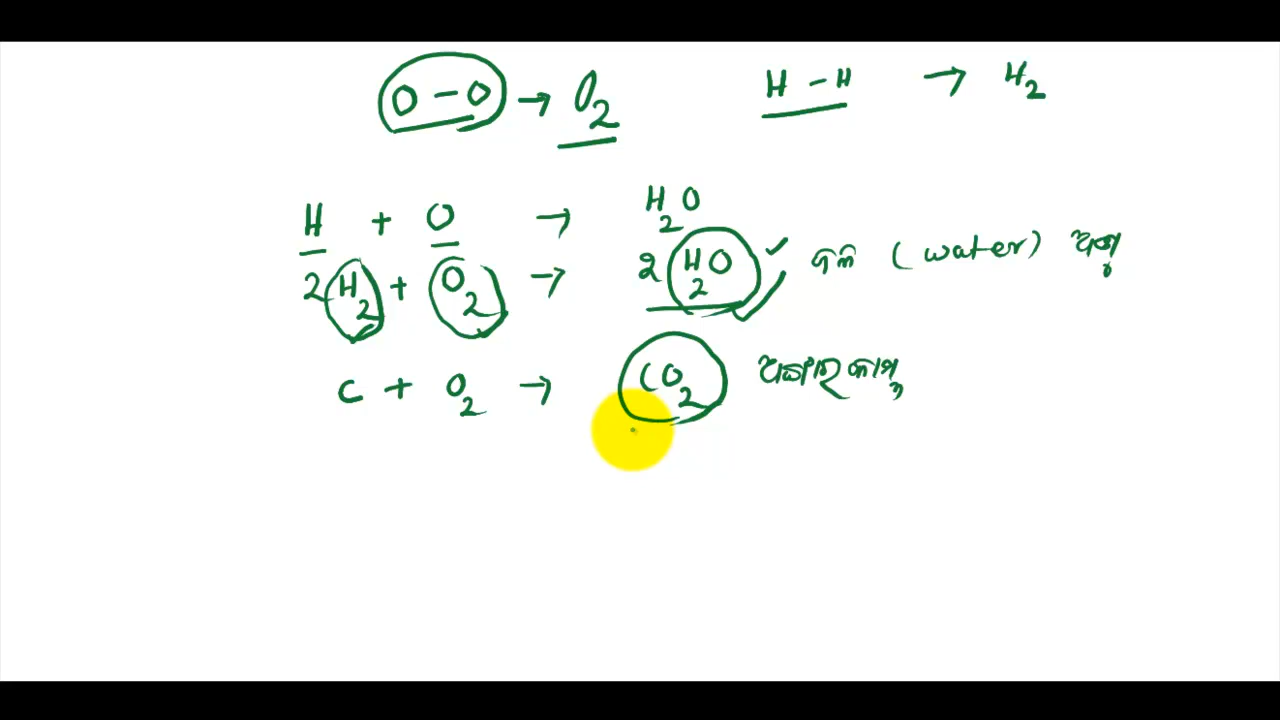 O - O → O₂ H - H → H₂
H + O → H₂O
2H₂ + O₂ → 2H₂O ଜଳ (water) ଅଣୁ
C + O₂ → CO₂ ଅଙ୍ଗାରକାମ୍ଳ